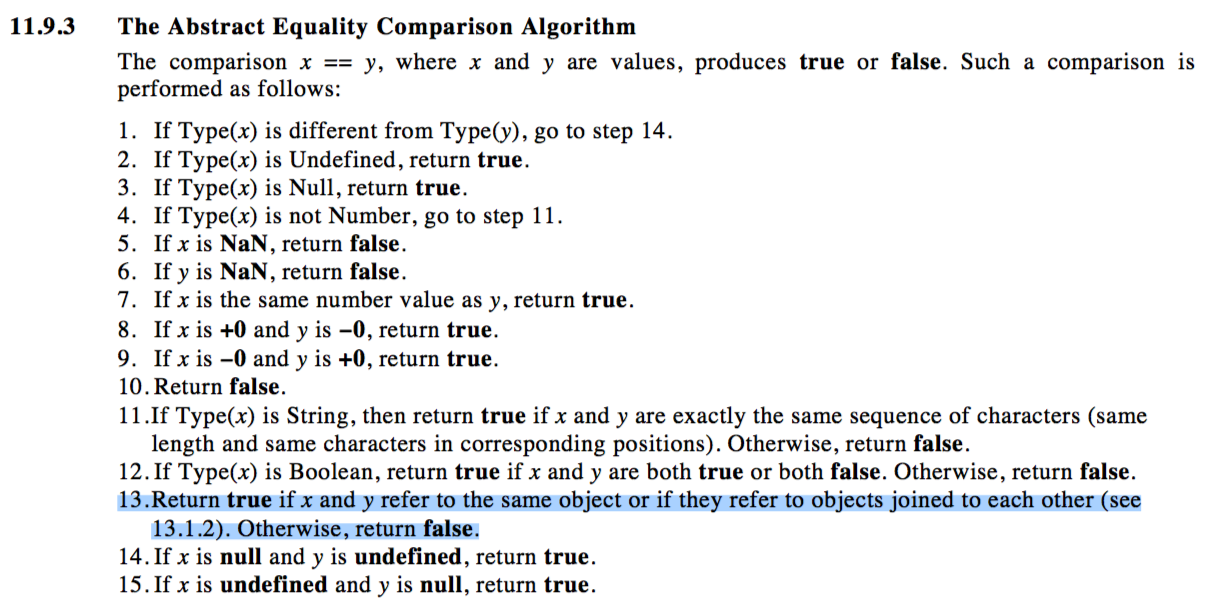 11.9.3 The Abstract Equality Comparison Algorithm
The comparison x == y, where x and y are values, produces true or false. Such a comparison is
performed as follows:
1. If Type(x) is different from Type(y), go to step 14.
2. If Type(x) is Undefined, return true.
3. If Type(x) is Null, return true.
4. If Type(x) is not Number, go to step 11.
5. If x is NaN, return false.
6. If y is NaN, return false.
7. If x is the same number value as y, return true.
8. If x is +0 and y is −0, return true.
9. If x is −0 and y is +0, return true.
10. Return false.
11.If Type(x) is String, then return true if x and y are exactly the same sequence of characters (same
length and same characters in corresponding positions). Otherwise, return false.
12. If Type(x) is Boolean, return true if x and y are both true or both false. Otherwise, return false.
13. Return true if x and y refer to the same object or if they refer to objects joined to each other (see
13.1.2). Otherwise, return false.
14. If x is null and y is undefined, return true.
15. If x is undefined and y is null, return true.